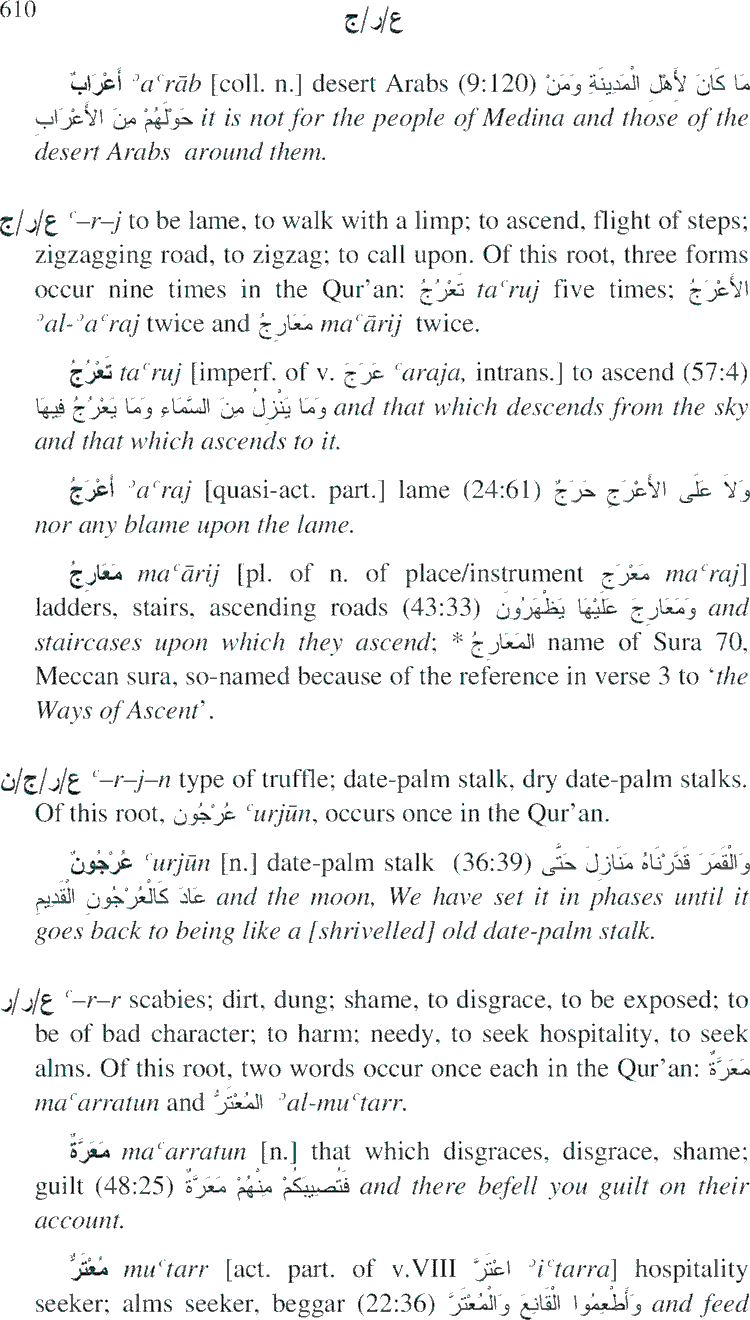 610
ع/ر/ج
أَعْرَابٌ ʾaʿrāb [coll. n.] desert Arabs (9:120) مَا كَانَ لِأَهْلِ الْمَدِينَةِ وَمَنْ
حَوْلَهُمْ مِنَ الأَعْرَابِ it is not for the people of Medina and those of the
desert Arabs around them.
ع/ر/ج ʿ–r–j to be lame, to walk with a limp; to ascend, flight of steps;
zigzagging road, to zigzag; to call upon. Of this root, three forms
occur nine times in the Qur’an: تَعْرُجُ taʿruj five times; الأَعْرَجُ
ʾal-ʾaʿraj twice and مَعَارِجُ maʿārij twice.
تَعْرُجُ taʿruj [imperf. of v. عَرَجَ ʿaraja, intrans.] to ascend (57:4)
وَمَا يَنْزِلُ مِنَ السَّمَاءِ وَمَا يَعْرُجُ فِيهَا and that which descends from the sky
and that which ascends to it.
أَعْرَجُ ʾaʿraj [quasi-act. part.] lame (24:61) وَلاَ عَلَى الأَعْرَجِ حَرَجٌ
nor any blame upon the lame.
مَعَارِجُ maʿārij [pl. of n. of place/instrument مَعْرَج maʿraj]
ladders, stairs, ascending roads (43:33) وَمَعَارِجَ عَلَيْهَا يَظْهَرُونَ and
staircases upon which they ascend; * المَعَارِجُ name of Sura 70,
Meccan sura, so-named because of the reference in verse 3 to ‘the
Ways of Ascent’.
ع/ر/ج/ن ʿ–r–j–n type of truffle; date-palm stalk, dry date-palm stalks.
Of this root, عُرْجُون ʿurjūn, occurs once in the Qur’an.
عُرْجُونٌ ʿurjūn [n.] date-palm stalk (36:39) وَالْقَمَرَ قَدَّرْنَاهُ مَنَازِلَ حَتَّى
عَادَ كَالْعُرْجُونِ الْقَدِيمِ and the moon, We have set it in phases until it
goes back to being like a [shrivelled] old date-palm stalk.
ع/ر/ر ʿ–r–r scabies; dirt, dung; shame, to disgrace, to be exposed; to
be of bad character; to harm; needy, to seek hospitality, to seek
alms. Of this root, two words occur once each in the Qur’an: مَعَرَّةٌ
maʿarratun and المُعْتَرُّ ʾal-muʿtarr.
مَعَرَّةٌ maʿarratun [n.] that which disgraces, disgrace, shame;
guilt (48:25) فَتُصِيبَكُمْ مِنْهُمْ مَعَرَّةٌ and there befell you guilt on their
account.
مُعْتَرٌّ muʿtarr [act. part. of v.VIII اعْتَرَّ ʾiʿtarra] hospitality
seeker; alms seeker, beggar (22:36) وَأَطْعِمُوا الْقَانِعَ وَالْمُعْتَرَّ and feed